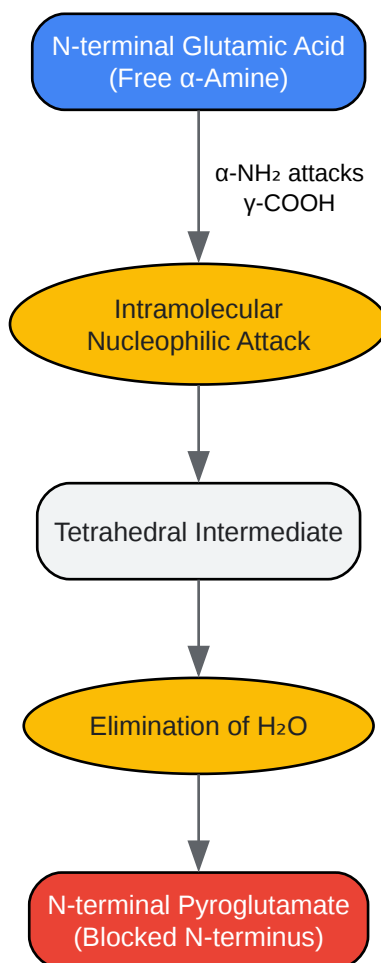 N-terminal Glutamic Acid
(Free α-Amine)
α-NH₂ attacks
γ-COOH
Intramolecular
Nucleophilic Attack
Tetrahedral Intermediate
Elimination of H₂O
N-terminal Pyroglutamate
(Blocked N-terminus)